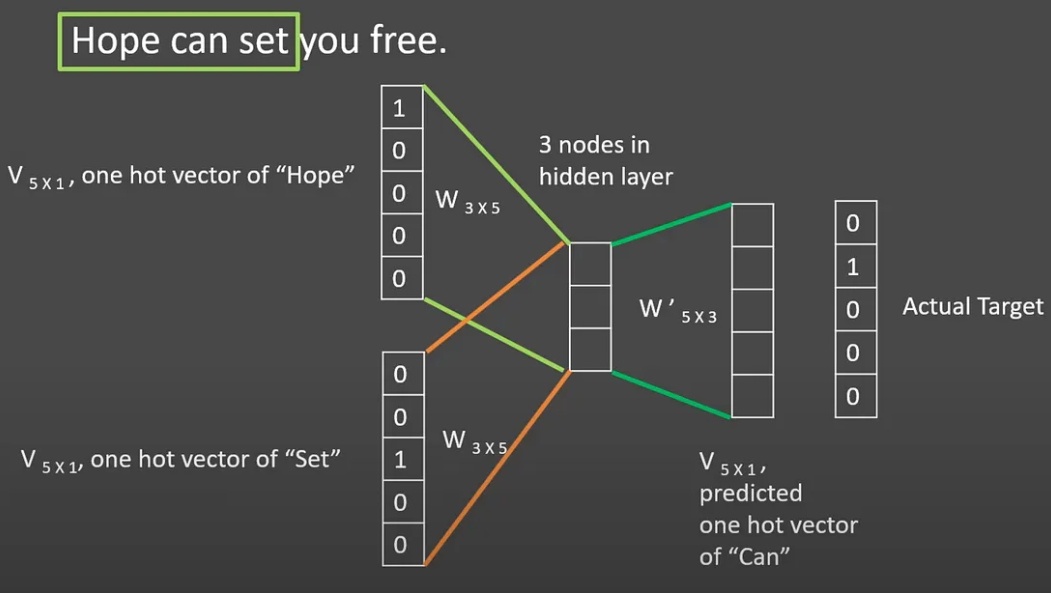 Hope can set you free.
V 5 X 1, one hot vector of “Hope”
1
0
0
0
0
W 3 X 5
3 nodes in
hidden layer
V 5 X 1, one hot vector of “Set”
0
0
1
0
0
W 3 X 5
W ’ 5 X 3
V 5 X 1,
predicted
one hot vector
of “Can”
0
1
0
0
0
Actual Target